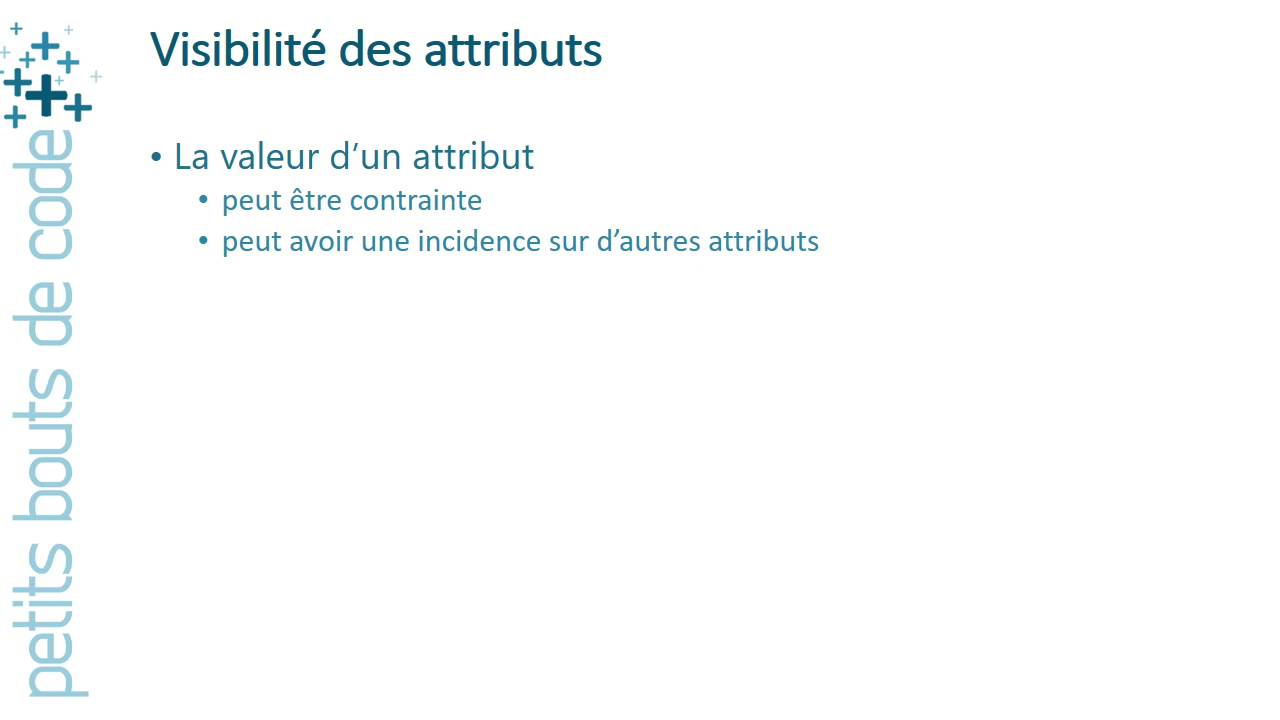 Visibilité des attributs
• La valeur d’un attribut
• peut être contrainte
• peut avoir une incidence sur d’autres attributs
petits bouts de code